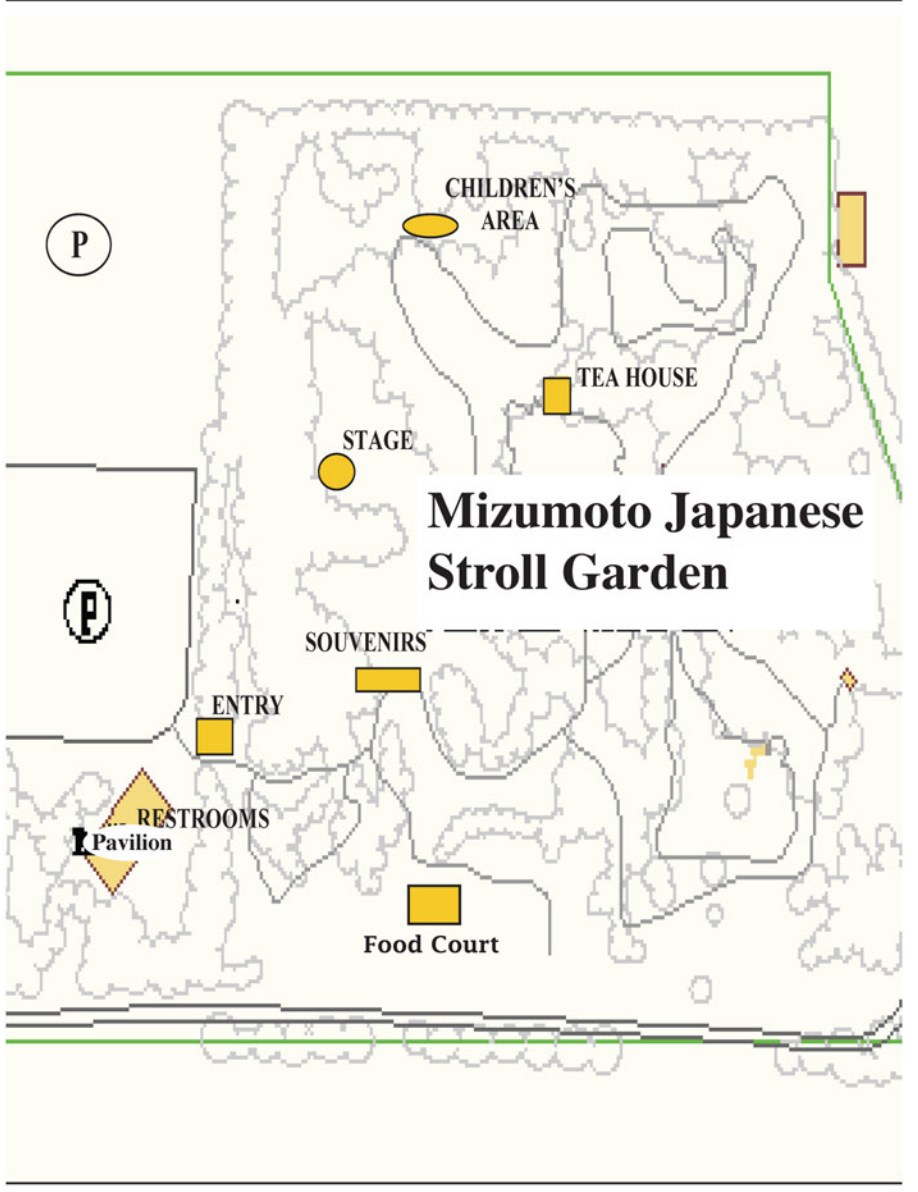 CHILDREN'S
AREA
P
TEA HOUSE
STAGE
Mizumoto Japanese
Stroll Garden
P
SOUVENIRS
ENTRY
RESTROOMS
Pavilion
Food Court